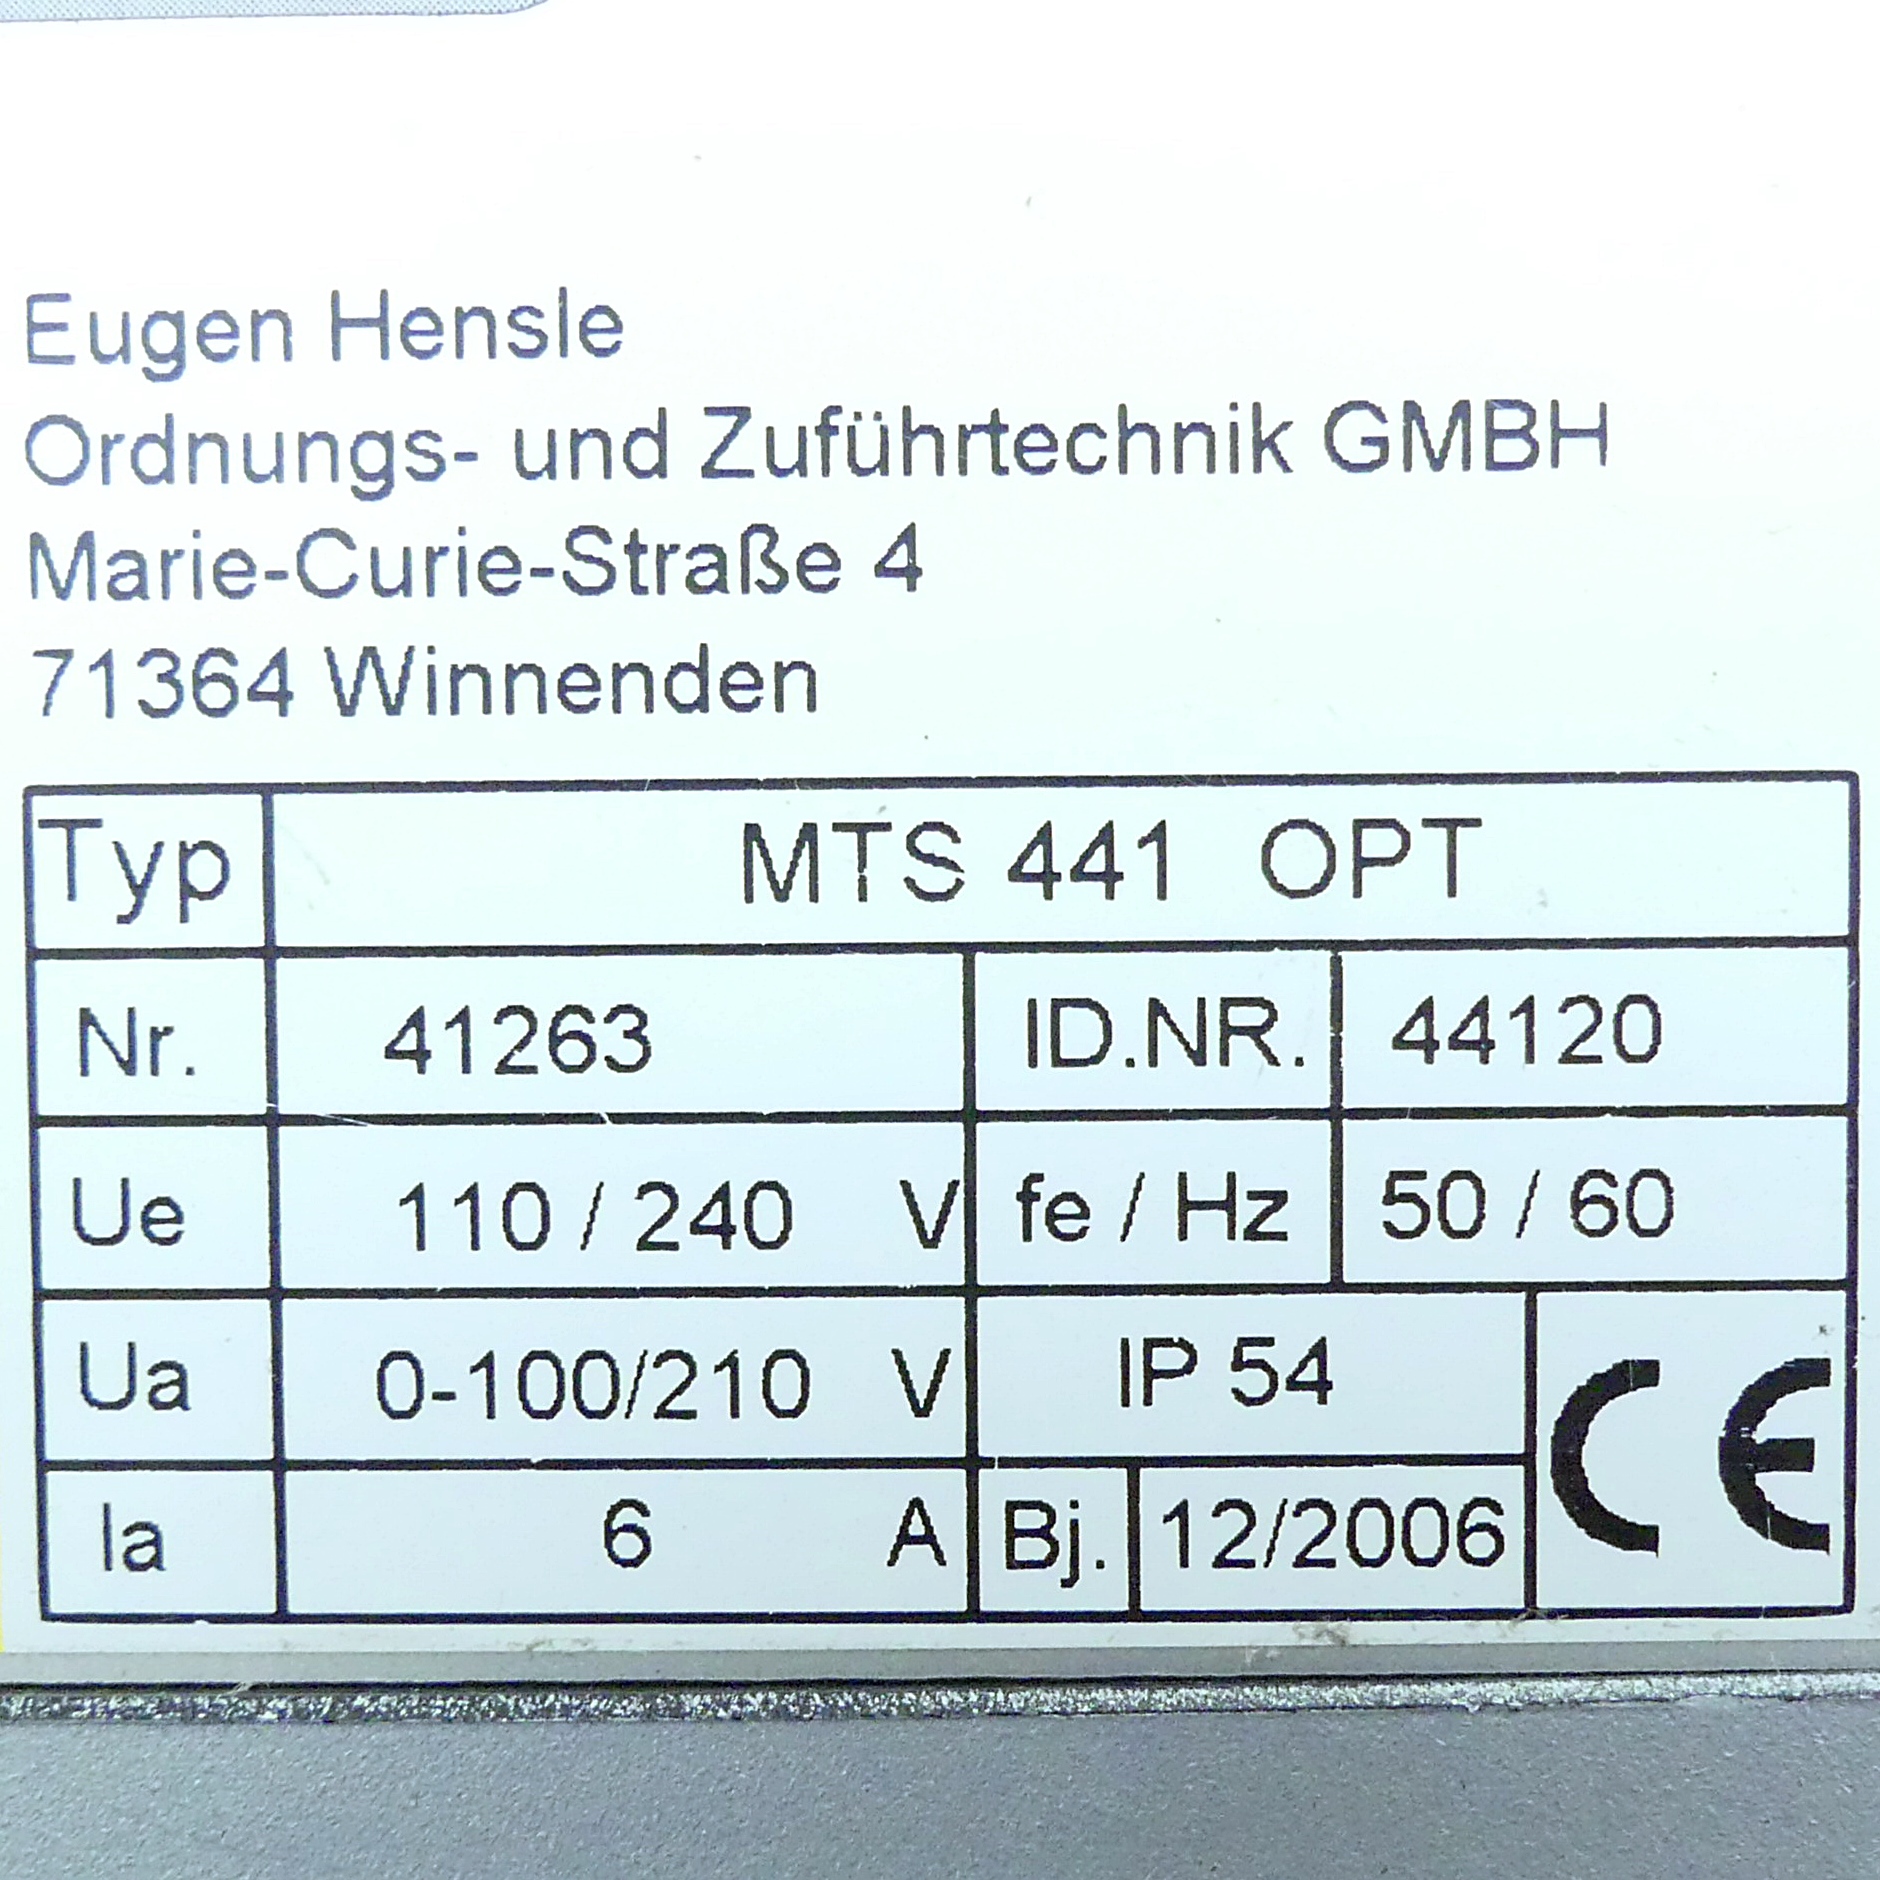 Eugen Hensle
Ordnungs- und Zuführtechnik GMBH
Marie-Curie-Straße 4
71364 Winnenden
Typ MTS 441 OPT
Nr. 41263 ID.NR. 44120
Ue 110 / 240 V fe / Hz 50 / 60
Ua 0-100/210 V IP 54
Ia 6 A Bj. 12/2006 CE